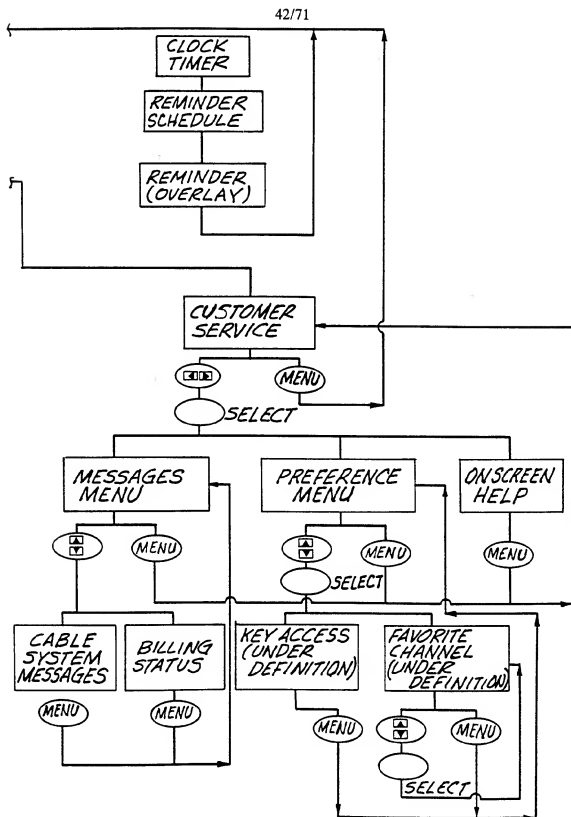 42/71
CLOCK
TIMER
REMINDER
SCHEDULE
REMINDER
(OVERLAY)
CUSTOMER
SERVICE
MENU
SELECT
MESSAGES
MENU
PREFERENCE
MENU
ON SCREEN
HELP
MENU
MENU
MENU
SELECT
CABLE
SYSTEM
MESSAGES
BILLING
STATUS
KEY ACCESS
(UNDER
DEFINITION)
FAVORITE
CHANNEL
(UNDER
DEFINITION)
MENU
MENU
MENU
MENU
SELECT